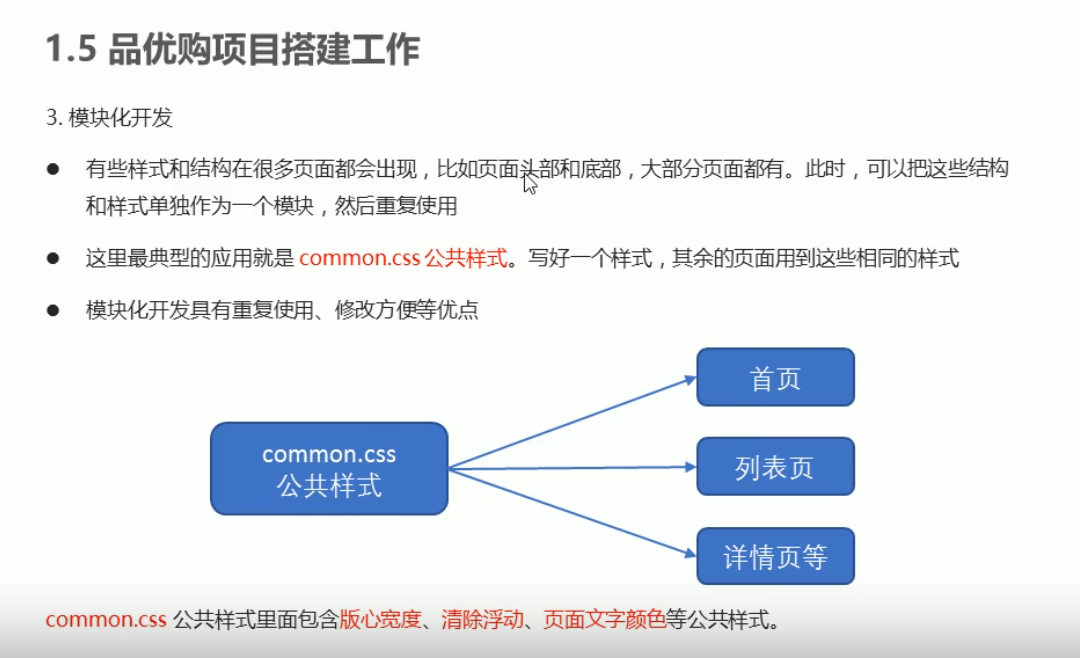 1.5 品优购项目搭建工作
3. 模块化开发
● 有些样式和结构在很多页面都会出现，比如页面头部和底部，大部分页面都有。此时，可以把这些结构
和样式单独作为一个模块，然后重复使用
● 这里最典型的应用就是 common.css 公共样式。写好一个样式，其余的页面用到这些相同的样式
● 模块化开发具有重复使用、修改方便等优点
首页
common.css
公共样式
列表页
详情页等
common.css 公共样式里面包含版心宽度、清除浮动、页面文字颜色等公共样式。